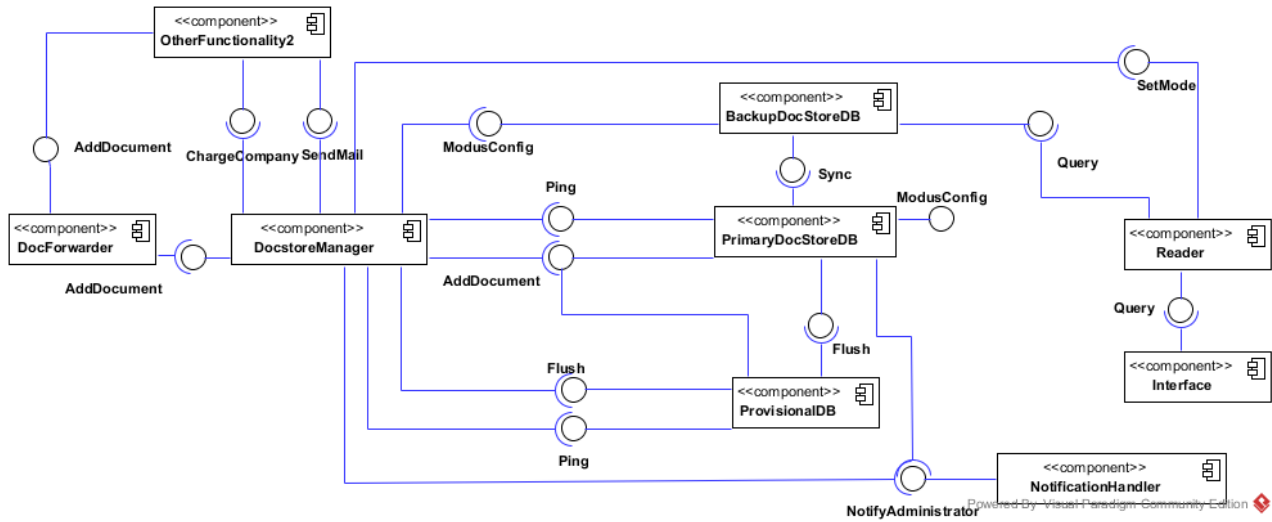 <<component>>
OtherFunctionality2
SetMode
<<component>>
BackupDocStoreDB
AddDocument
ChargeCompany
SendMail
ModusConfig
Query
Sync
Ping
ModusConfig
<<component>>
DocForwarder
<<component>>
DocstoreManager
<<component>>
PrimaryDocStoreDB
<<component>>
Reader
AddDocument
AddDocument
Query
Flush
Flush
<<component>>
Interface
<<component>>
ProvisionalDB
Ping
<<component>>
NotificationHandler
NotifyAdministrator
Powered By Visual Paradigm Community Edition